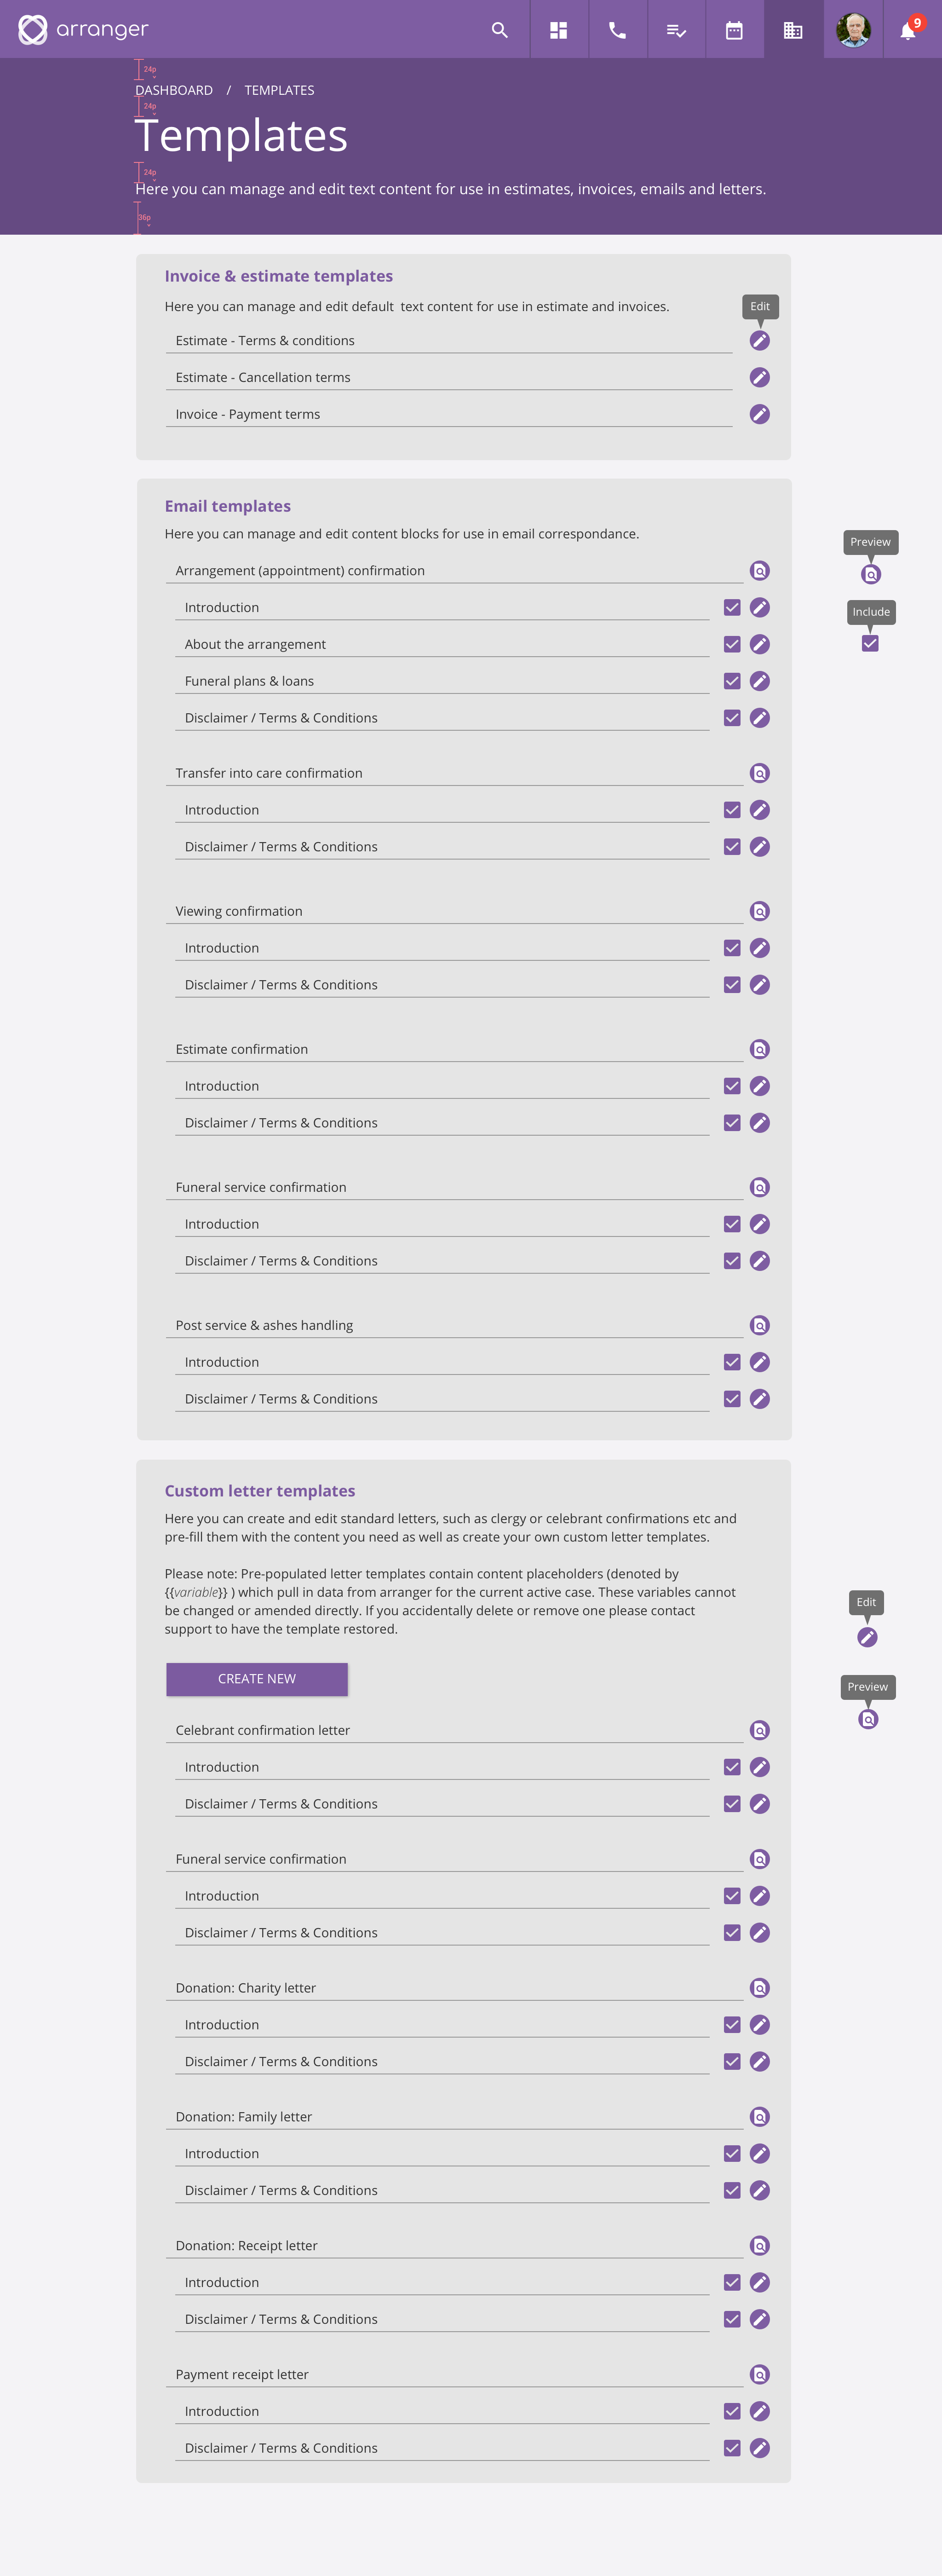 arranger
9
24p
DASHBOARD / TEMPLATES
24p
Templates
24p
Here you can manage and edit text content for use in estimates, invoices, emails and letters.
36p
Invoice & estimate templates
Here you can manage and edit default  text content for use in estimate and invoices.
Edit
Estimate - Terms & conditions
Estimate - Cancellation terms
Invoice - Payment terms
Email templates
Here you can manage and edit content blocks for use in email correspondance.
Preview
Arrangement (appointment) confirmation
Introduction
Include
About the arrangement
Funeral plans & loans
Disclaimer / Terms & Conditions
Transfer into care confirmation
Introduction
Disclaimer / Terms & Conditions
Viewing confirmation
Introduction
Disclaimer / Terms & Conditions
Estimate confirmation
Introduction
Disclaimer / Terms & Conditions
Funeral service confirmation
Introduction
Disclaimer / Terms & Conditions
Post service & ashes handling
Introduction
Disclaimer / Terms & Conditions
Custom letter templates
Here you can create and edit standard letters, such as clergy or celebrant confirmations etc and
pre-fill them with the content you need as well as create your own custom letter templates.
Please note: Pre-populated letter templates contain content placeholders (denoted by
{{variable}} ) which pull in data from arranger for the current active case. These variables cannot
be changed or amended directly. If you accidentally delete or remove one please contact
support to have the template restored.
Edit
CREATE NEW
Preview
Celebrant confirmation letter
Introduction
Disclaimer / Terms & Conditions
Funeral service confirmation
Introduction
Disclaimer / Terms & Conditions
Donation: Charity letter
Introduction
Disclaimer / Terms & Conditions
Donation: Family letter
Introduction
Disclaimer / Terms & Conditions
Donation: Receipt letter
Introduction
Disclaimer / Terms & Conditions
Payment receipt letter
Introduction
Disclaimer / Terms & Conditions